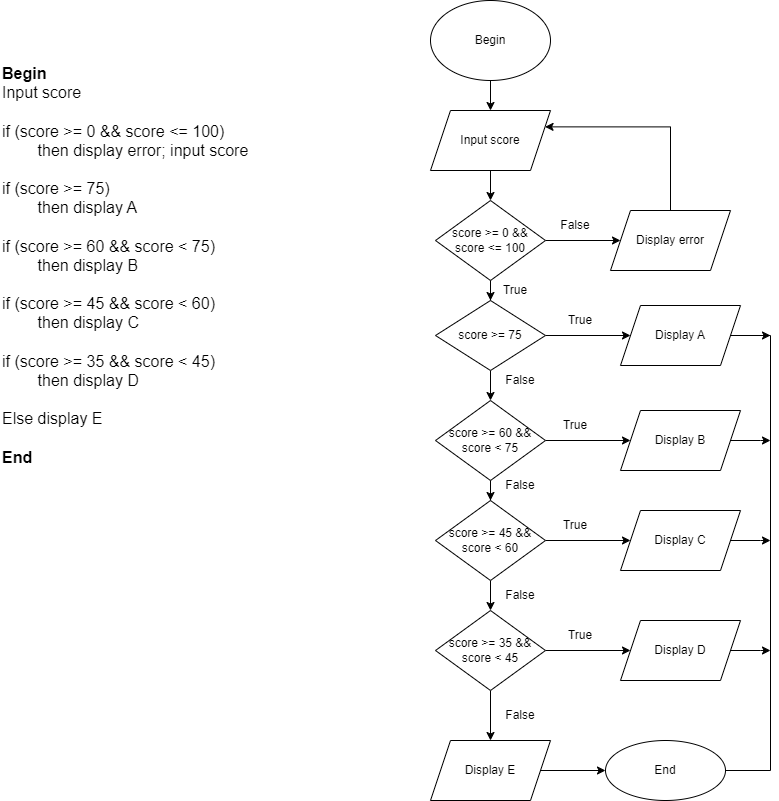 Begin
Input score
if (score >= 0 && score <= 100)
then display error; input score
if (score >= 75)
then display A
if (score >= 60 && score < 75)
then display B
if (score >= 45 && score < 60)
then display C
if (score >= 35 && score < 45)
then display D
Else display E
End
Begin
Input score
score >= 0 &&
score <= 100
False
Display error
True
score >= 75
True
Display A
False
score >= 60 &&
score < 75
True
Display B
False
score >= 45 &&
score < 60
True
Display C
False
score >= 35 &&
score < 45
True
Display D
False
Display E
End